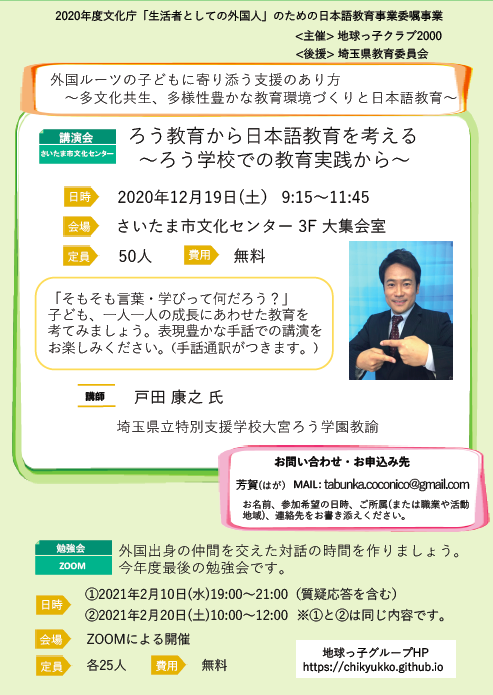 2020年度文化庁「生活者としての外国人」のための日本語教育事業委嘱事業
<主催> 地球っ子クラブ2000
<後援> 埼玉県教育委員会
外国ルーツの子どもに寄り添う支援のあり方
～多文化共生、多様性豊かな教育環境づくりと日本語教育～
講演会
さいたま市文化センター
ろう教育から日本語教育を考える
～ろう学校での教育実践から～
日時 2020年12月19日(土) 9:15～11:45
会場 さいたま市文化センター 3F 大集会室
定員 50人 費用 無料
「そもそも言葉・学びって何だろう？」
子ども、一人一人の成長にあわせた教育を
考てみましょう。表現豊かな手話での講演を
お楽しみください。(手話通訳がつきます。)
講師 戸田 康之 氏
埼玉県立特別支援学校大宮ろう学園教諭
お問い合わせ・お申込み先
芳賀(はが) MAIL: tabunka.coconico@gmail.com
お名前、参加希望の日時、ご所属(または職業や活動
地域)、連絡先をお書き添えください。
勉強会
ZOOM
外国出身の仲間を交えた対話の時間を作りましょう。
今年度最後の勉強会です。
日時 ①2021年2月10日(水)19:00～21:00 (質疑応答を含む)
②2021年2月20日(土)10:00～12:00 ※①と②は同じ内容です。
会場 ZOOMによる開催
定員 各25人 費用 無料
地球っ子グループHP
https://chikyukko.github.io